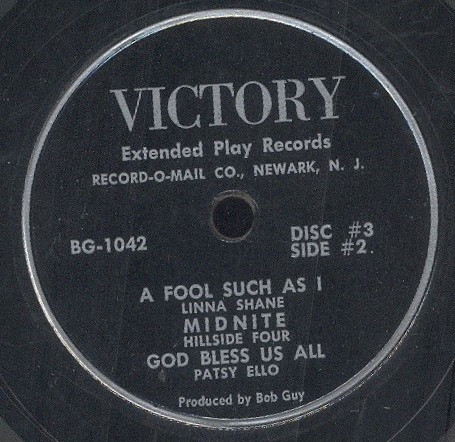 VICTORY
Extended Play Records
RECORD-O-MAIL CO., NEWARK, N. J.
BG-1042
DISC #3
SIDE #2.
A FOOL SUCH AS I
LINNA SHANE
MIDNITE
HILLSIDE FOUR
GOD BLESS US ALL
PATSY ELLO
Produced by Bob Guy